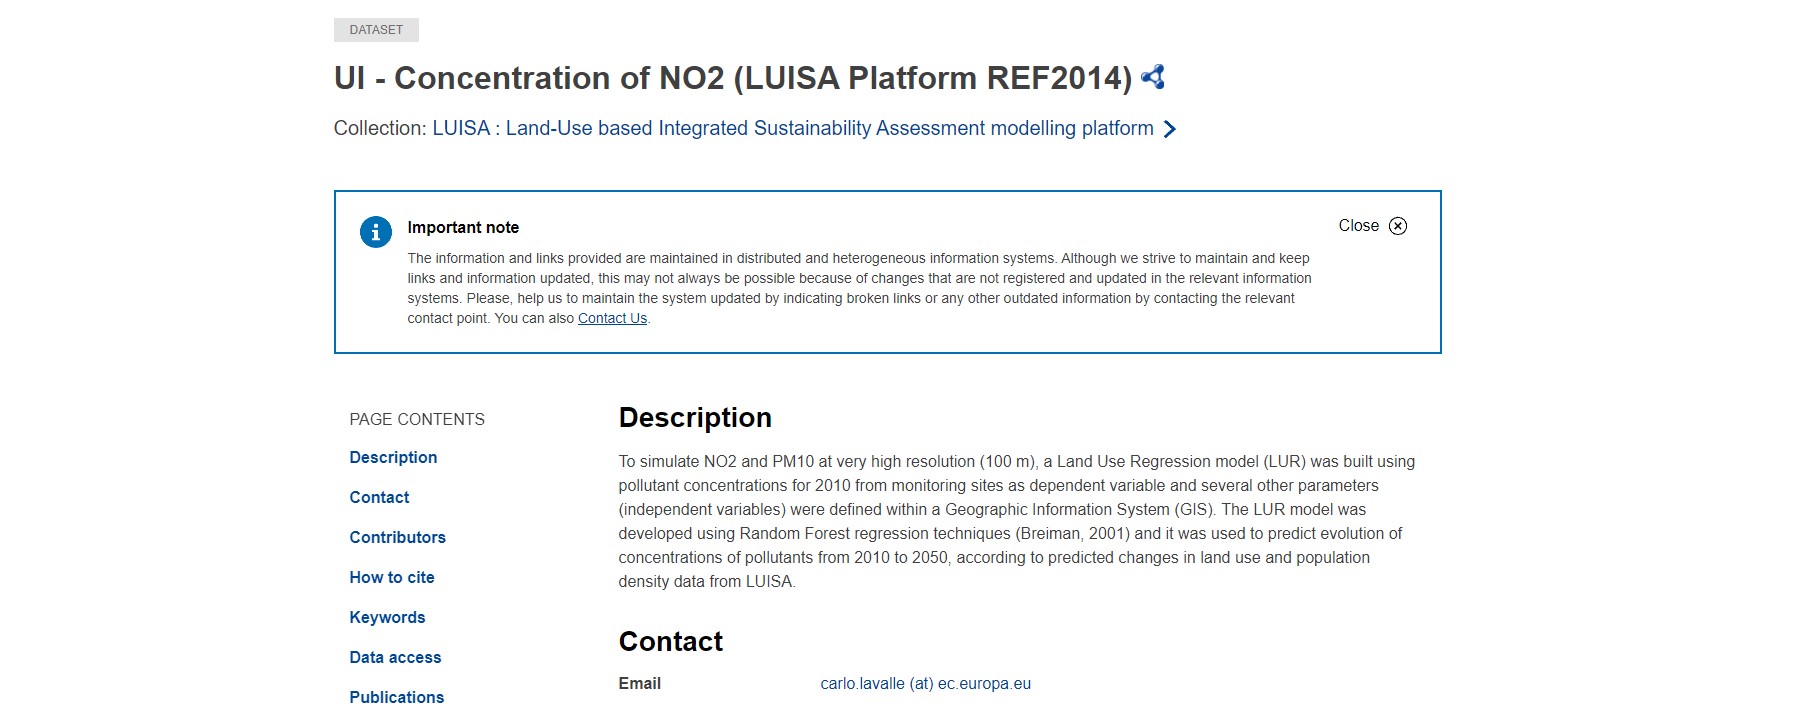 DATASET
UI - Concentration of NO2 (LUISA Platform REF2014)
Collection: LUISA : Land-Use based Integrated Sustainability Assessment modelling platform
Important note
Close
The information and links provided are maintained in distributed and heterogeneous information systems. Although we strive to maintain and keep
links and information updated, this may not always be possible because of changes that are not registered and updated in the relevant information
systems. Please, help us to maintain the system updated by indicating broken links or any other outdated information by contacting the relevant
contact point. You can also Contact Us.
PAGE CONTENTS
Description
Contact
Contributors
How to cite
Keywords
Data access
Publications
Description
To simulate NO2 and PM10 at very high resolution (100 m), a Land Use Regression model (LUR) was built using
pollutant concentrations for 2010 from monitoring sites as dependent variable and several other parameters
(independent variables) were defined within a Geographic Information System (GIS). The LUR model was
developed using Random Forest regression techniques (Breiman, 2001) and it was used to predict evolution of
concentrations of pollutants from 2010 to 2050, according to predicted changes in land use and population
density data from LUISA.
Contact
Email carlo.lavalle (at) ec.europa.eu